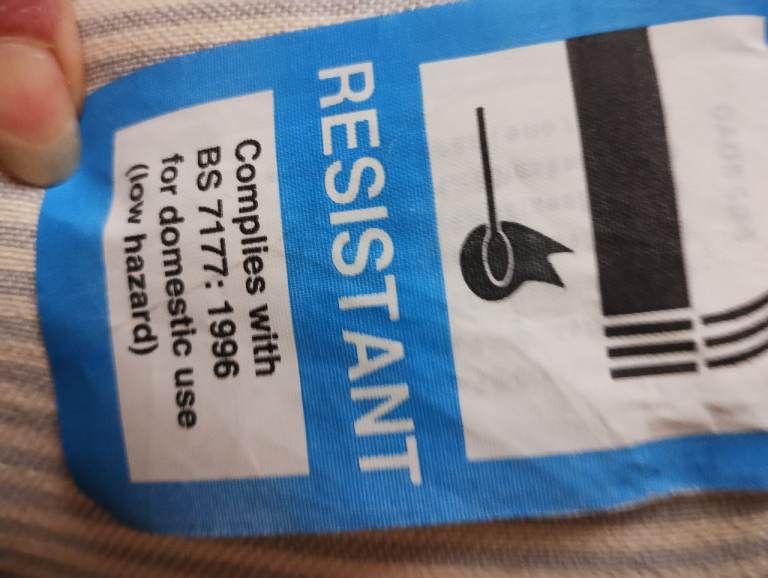 RESISTANT
Complies with
BS 7177: 1996
for domestic use
(low hazard)